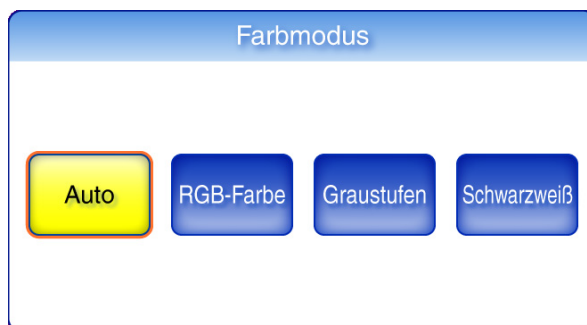 Farbmodus
Auto
RGB-Farbe
Graustufen
Schwarzweiß